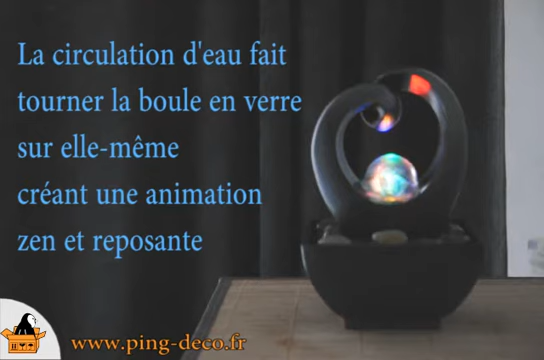 La circulation d'eau fait
tourner la boule en verre
sur elle-même
créant une animation
zen et reposante
www.ping-deco.fr